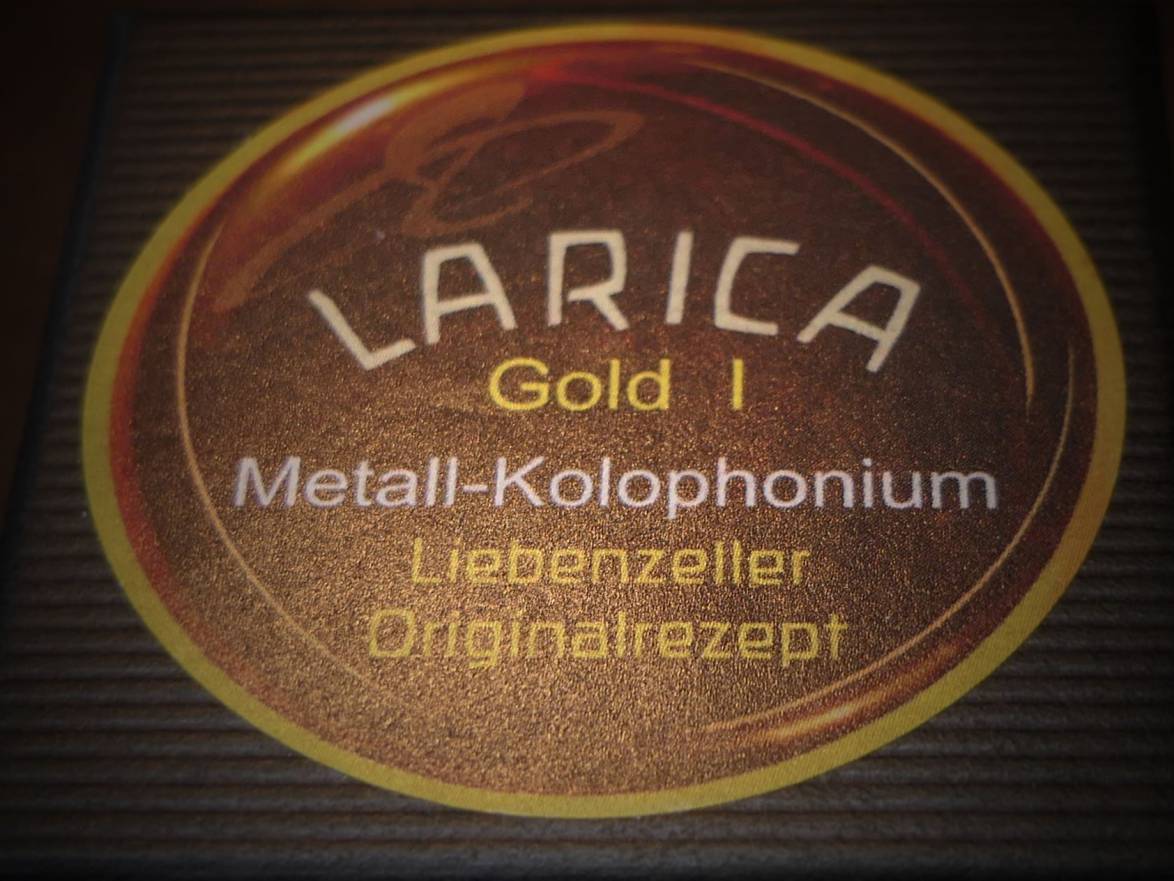 LARICA
Gold I
Metall-Kolophonium
Liebenzeller
Originalrezept